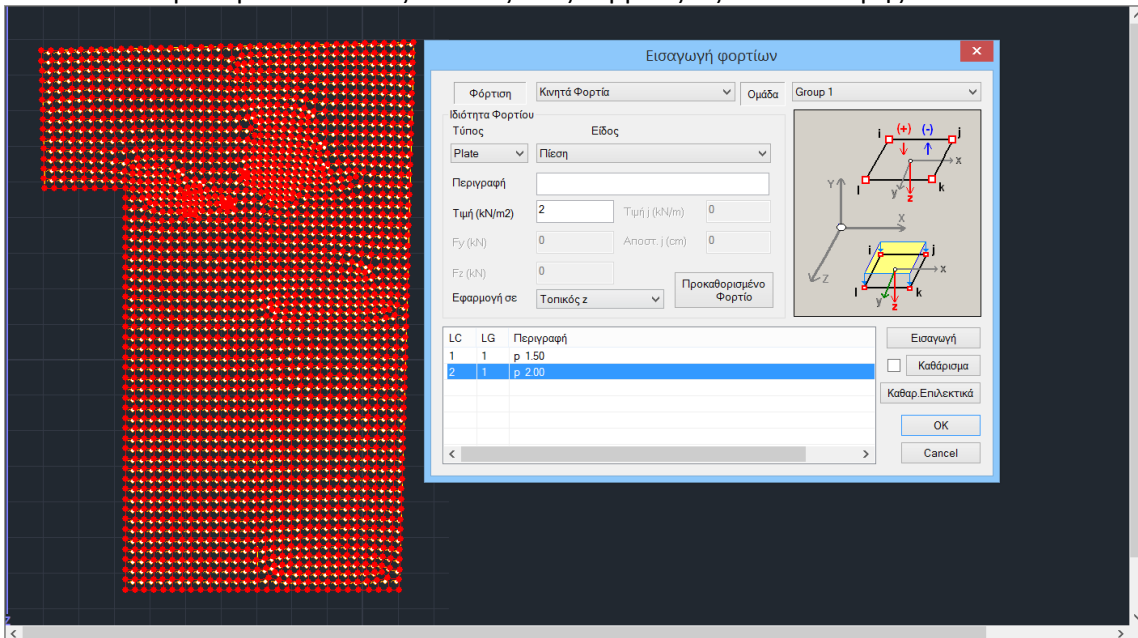 Εισαγωγή φορτίων
Φόρτιση Κινητά Φορτία Ομάδα Group 1
Ιδιότητα Φορτίου
Τύπος Είδος
Plate Πίεση
Περιγραφή
Τιμή (kN/m2) 2 Τιμή j (kN/m) 0
Fy (kN) 0 Αποστ. j (cm) 0
Fz (kN) 0
Προκαθορισμένο
Φορτίο
Εφαρμογή σε Τοπικός z
i (+) (-) j
x
Y l y z k
X
Z
i j
x
l y z k
LC LG Περιγραφή
1 1 p 1.50
2 1 p 2.00
Εισαγωγή
Καθάρισμα
Καθαρ.Επιλεκτικά
OK
Cancel